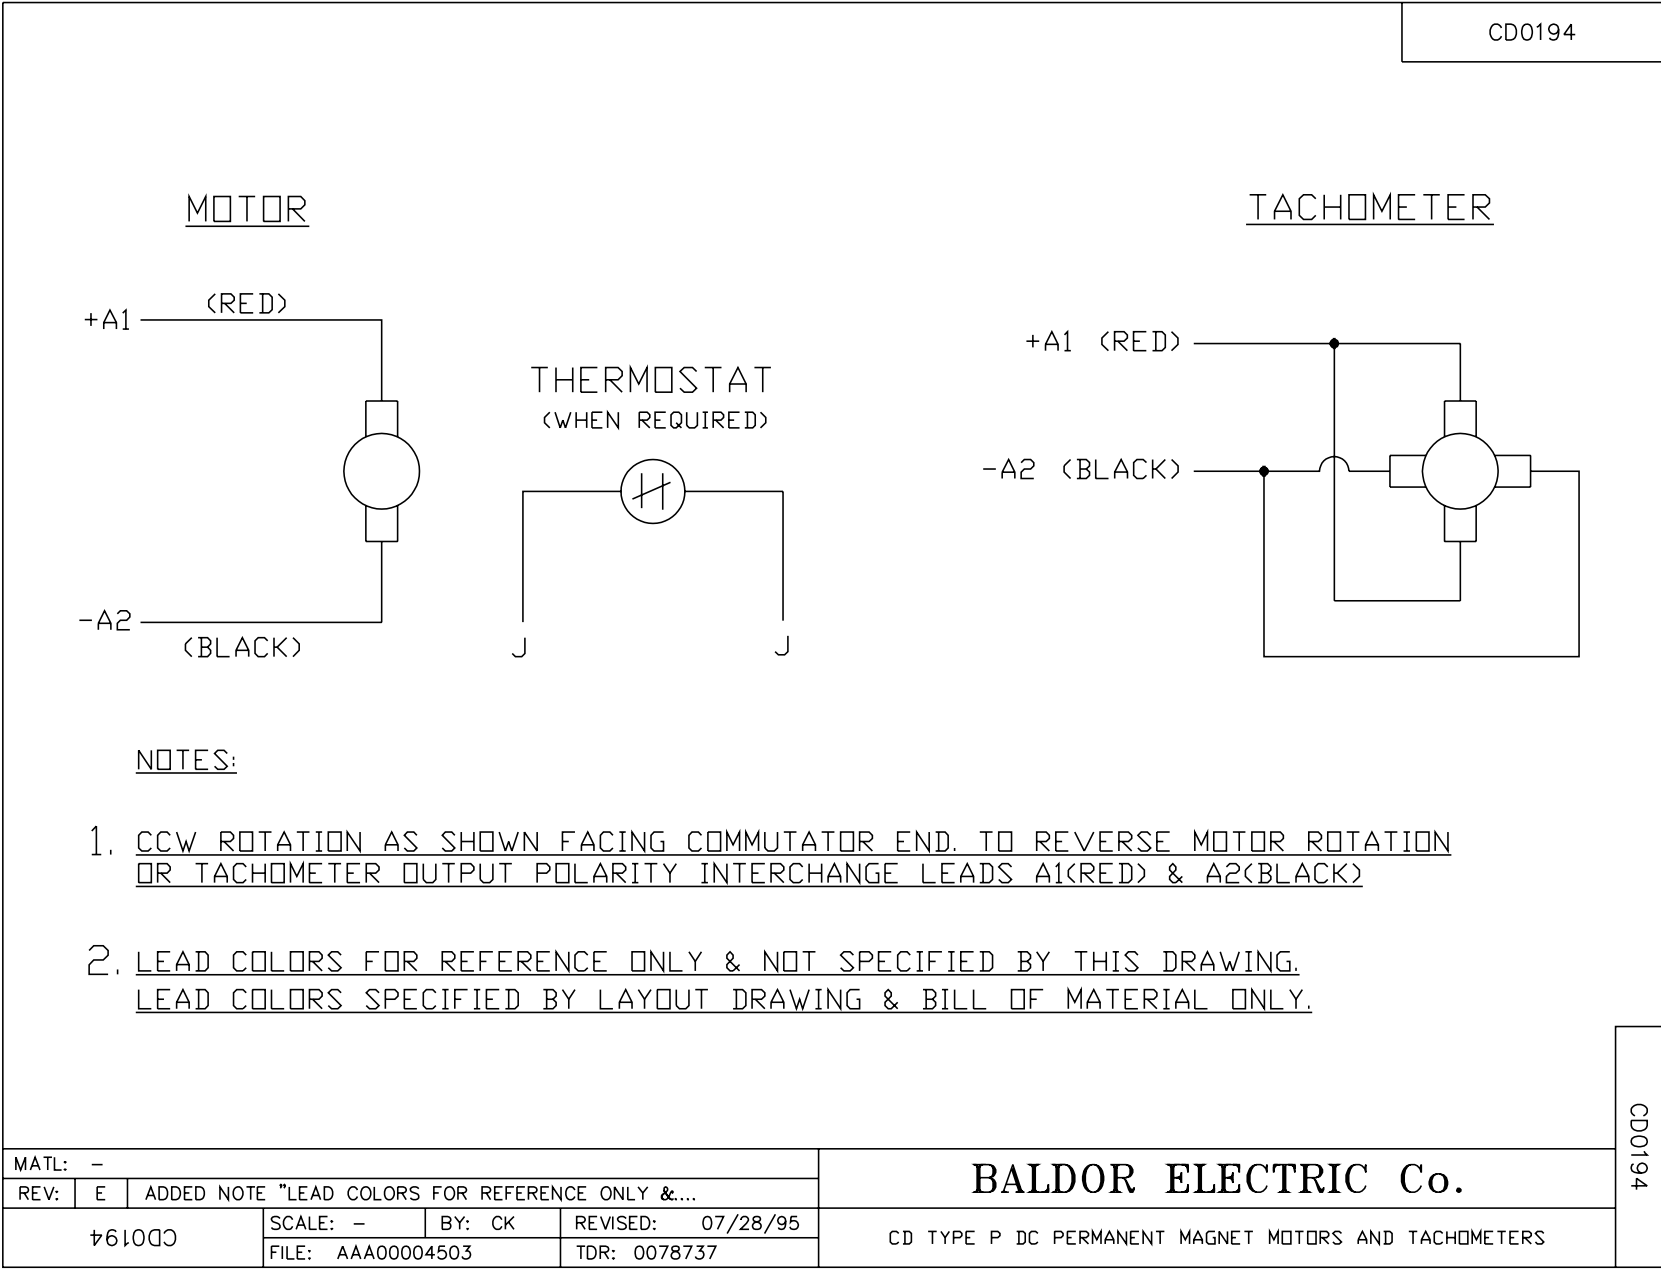 CD0194
MOTOR
TACHOMETER
+A1
(RED)
+A1 (RED)
THERMOSTAT
(WHEN REQUIRED)
-A2 (BLACK)
-A2
(BLACK)
J
J
NOTES:
1. CCW ROTATION AS SHOWN FACING COMMUTATOR END. TO REVERSE MOTOR ROTATION
OR TACHOMETER OUTPUT POLARITY INTERCHANGE LEADS A1(RED) & A2(BLACK)
2. LEAD COLORS FOR REFERENCE ONLY & NOT SPECIFIED BY THIS DRAWING.
LEAD COLORS SPECIFIED BY LAYOUT DRAWING & BILL OF MATERIAL ONLY.
CD0194
MATL: -
REV: E ADDED NOTE "LEAD COLORS FOR REFERENCE ONLY &....
CD0194
SCALE: - BY: CK REVISED: 07/28/95
FILE: AAA00004503 TDR: 0078737
BALDOR ELECTRIC Co.
CD TYPE P DC PERMANENT MAGNET MOTORS AND TACHOMETERS